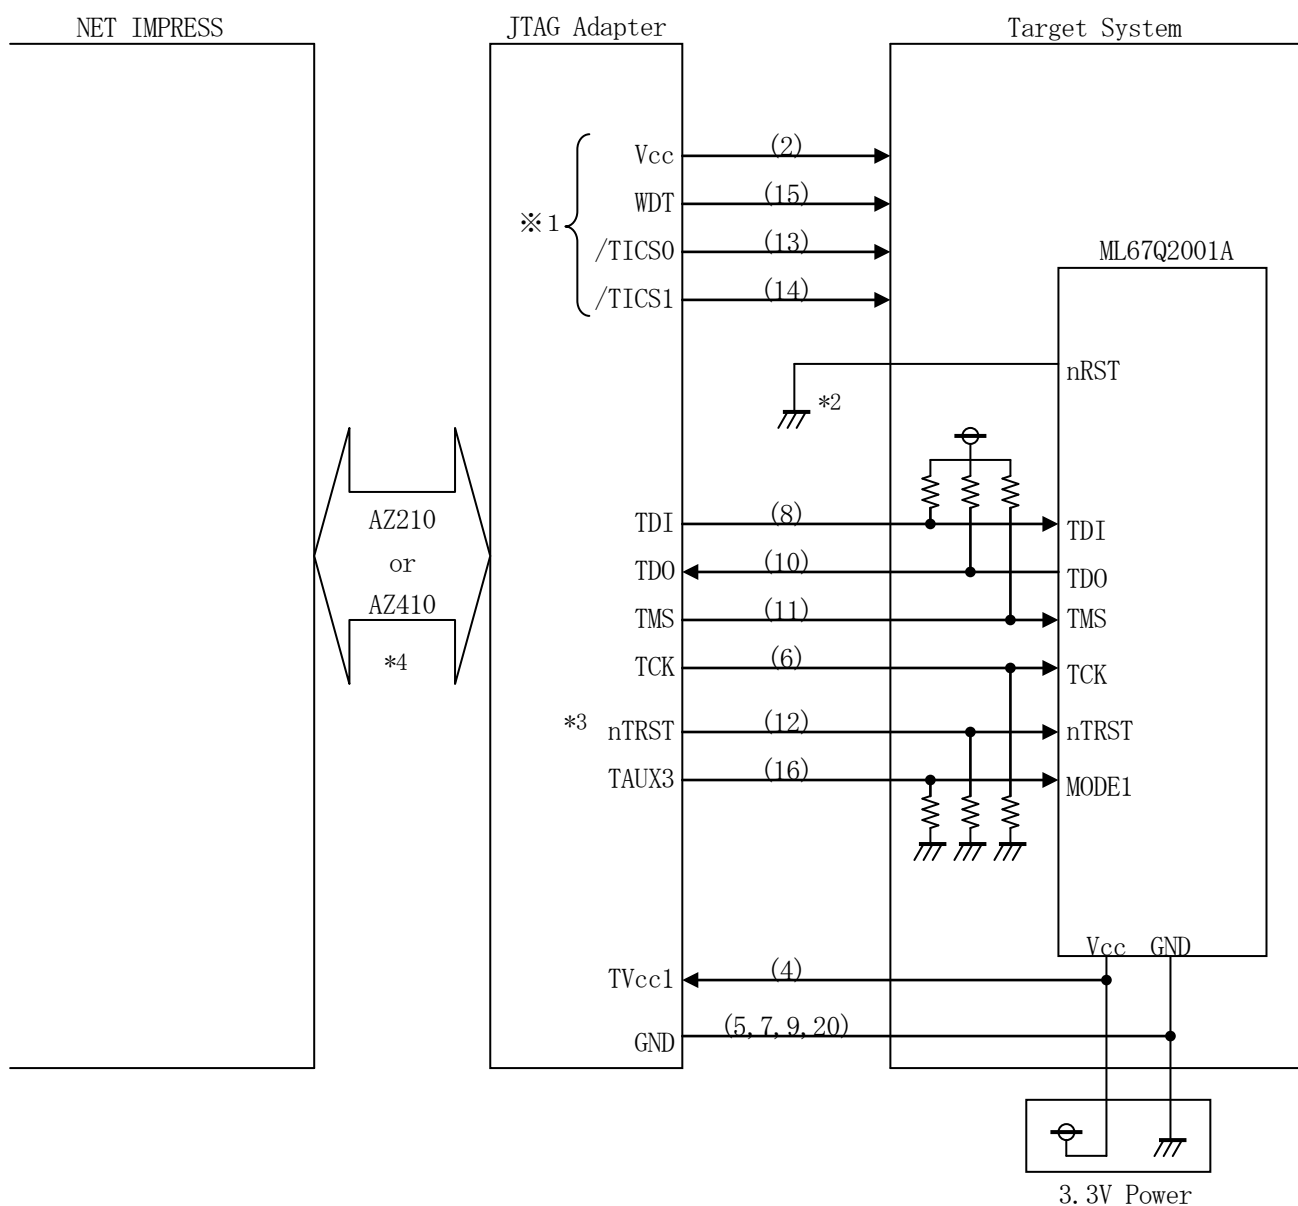 NET IMPRESS
JTAG Adapter
Target System
Vcc
(2)
WDT
(15)
※1
/TICS0
(13)
ML67Q2001A
/TICS1
(14)
nRST
*2
AZ210
or
AZ410
*4
TDI
(8)
TDI
TDO
(10)
TDO
TMS
(11)
TMS
TCK
(6)
TCK
*3
nTRST
(12)
nTRST
TAUX3
(16)
MODE1
Vcc
GND
TVcc1
(4)
GND
(5,7,9,20)
3.3V Power